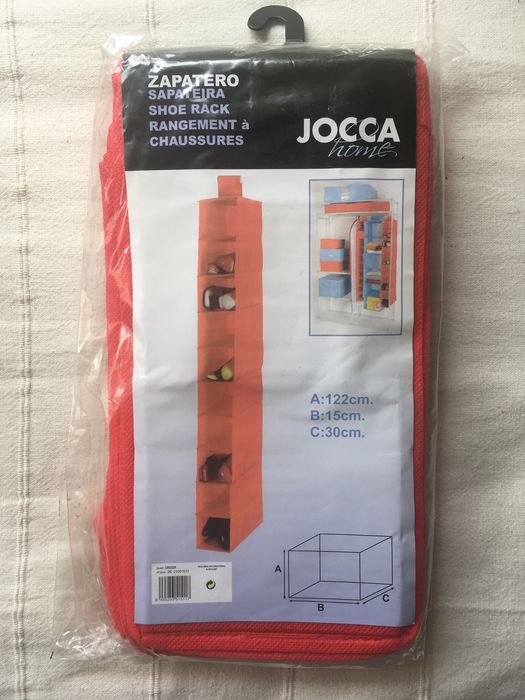 ZAPATERO
SAPATEIRA
SHOE RACK
RANGEMENT à
CHAUSSURES
JOCCA
home
A:122cm.
B:15cm.
C:30cm.
A
B
C